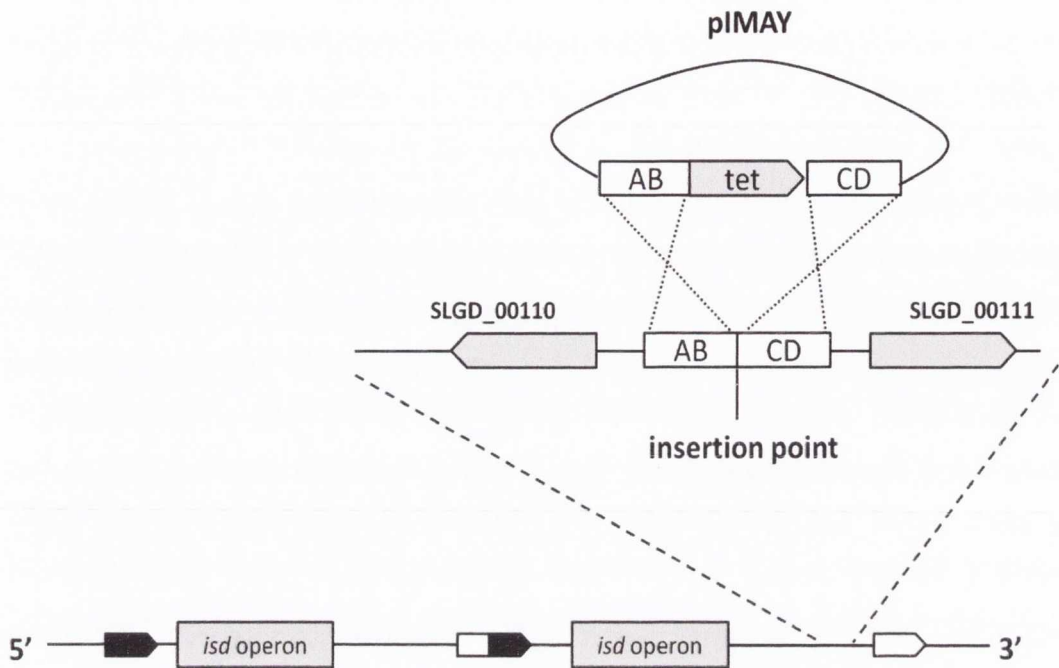 pIMAY
AB tet CD
SLGD_00110 SLGD_00111
AB CD
insertion point
5’ isd operon isd operon 3’